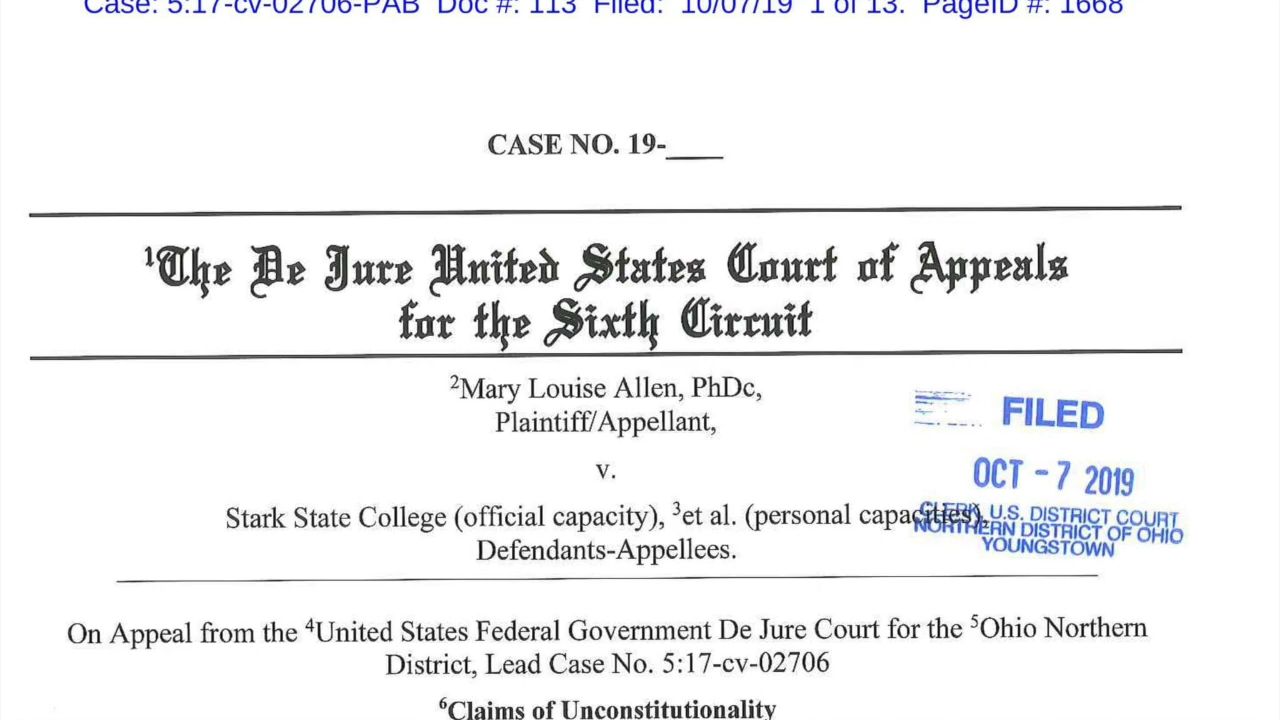 Case: 5:17-cv-02706-PAB Doc #: 113 Filed: 10/07/19 1 of 13. PageID #: 1668
CASE NO. 19-____
¹The De Jure United States Court of Appeals
for the Sixth Circuit
²Mary Louise Allen, PhDc,
Plaintiff/Appellant,
v.
Stark State College (official capacity), ³et al. (personal capacities),
Defendants-Appellees.
FILED
OCT - 7 2019
CLERK, U.S. DISTRICT COURT
NORTHERN DISTRICT OF OHIO
YOUNGSTOWN
On Appeal from the ⁴United States Federal Government De Jure Court for the ⁵Ohio Northern
District, Lead Case No. 5:17-cv-02706
⁶Claims of Unconstitutionality